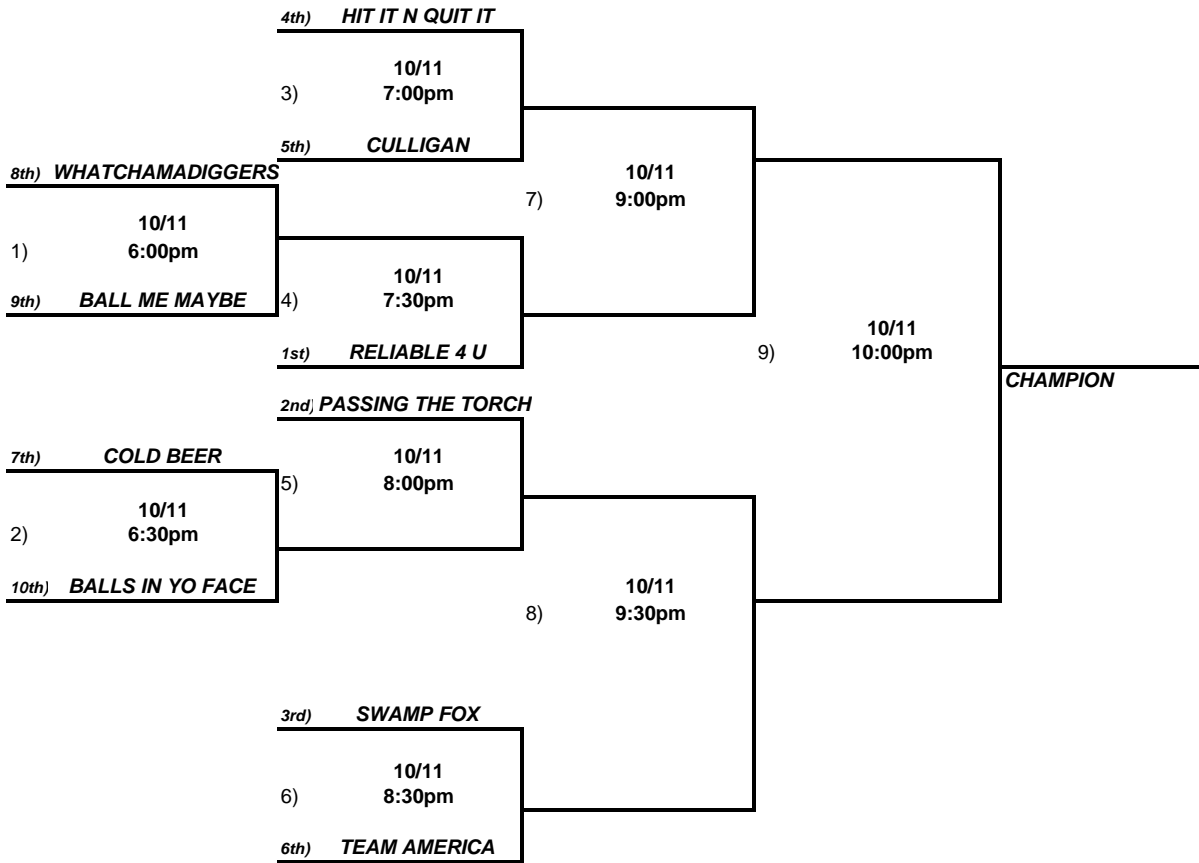 4th) HIT IT N QUIT IT
10/11
3) 7:00pm
5th) CULLIGAN
8th) WHATCHAMADIGGERS
10/11
7) 9:00pm
10/11
1) 6:00pm
10/11
9th) BALL ME MAYBE
4) 7:30pm
10/11
1st) RELIABLE 4 U
9) 10:00pm
CHAMPION
2nd) PASSING THE TORCH
7th) COLD BEER
10/11
5) 8:00pm
10/11
2) 6:30pm
10th) BALLS IN YO FACE
10/11
8) 9:30pm
3rd) SWAMP FOX
10/11
6) 8:30pm
6th) TEAM AMERICA